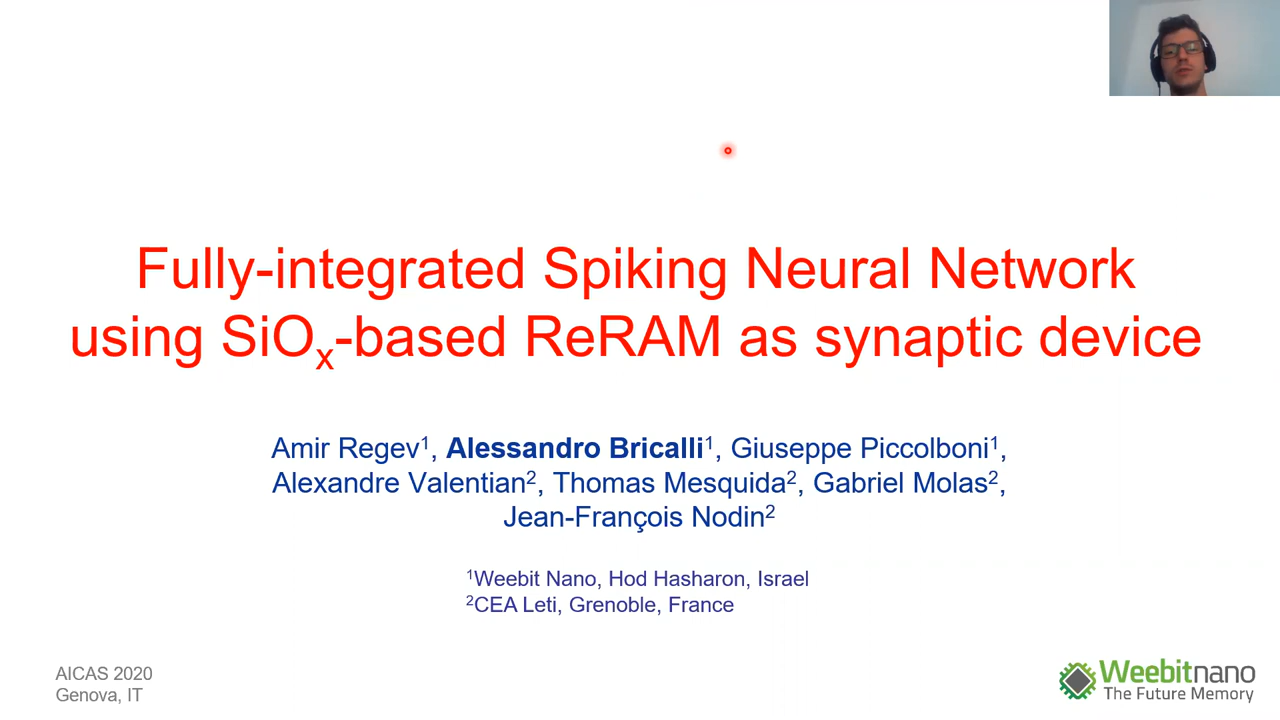 Fully-integrated Spiking Neural Network
using SiOx-based ReRAM as synaptic device
Amir Regev1, Alessandro Bricalli1, Giuseppe Piccolboni1,
Alexandre Valentian2, Thomas Mesquida2, Gabriel Molas2,
Jean-François Nodin2
1Weebit Nano, Hod Hasharon, Israel
2CEA Leti, Grenoble, France
AICAS 2020
Genova, IT
Weebitnano
The Future Memory